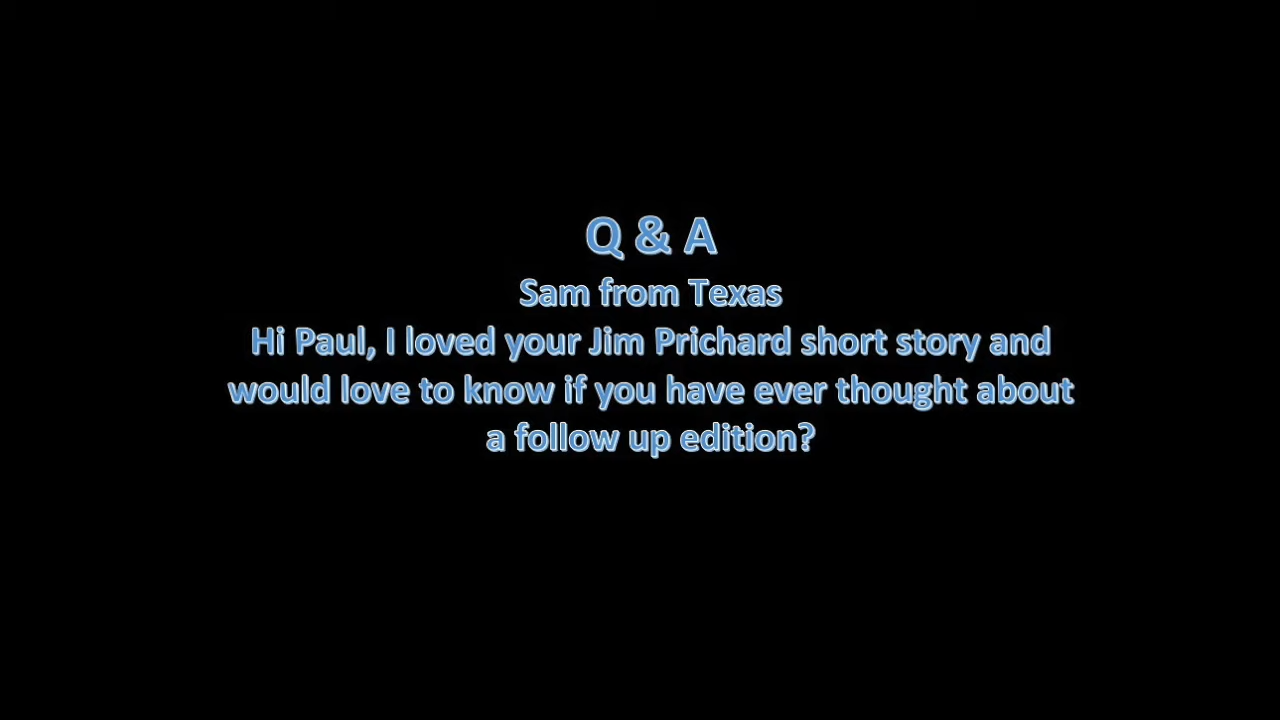 Q & A
Sam from Texas
Hi Paul, I loved your Jim Prichard short story and
would love to know if you have ever thought about
a follow up edition?